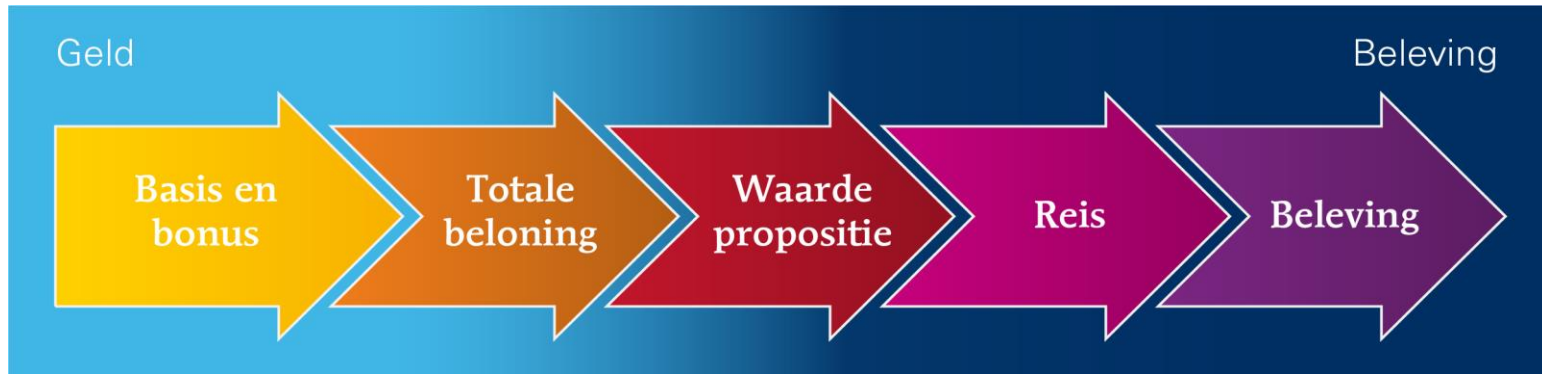 Geld
Beleving
Basis en
bonus
Totale
beloning
Waarde
propositie
Reis
Beleving